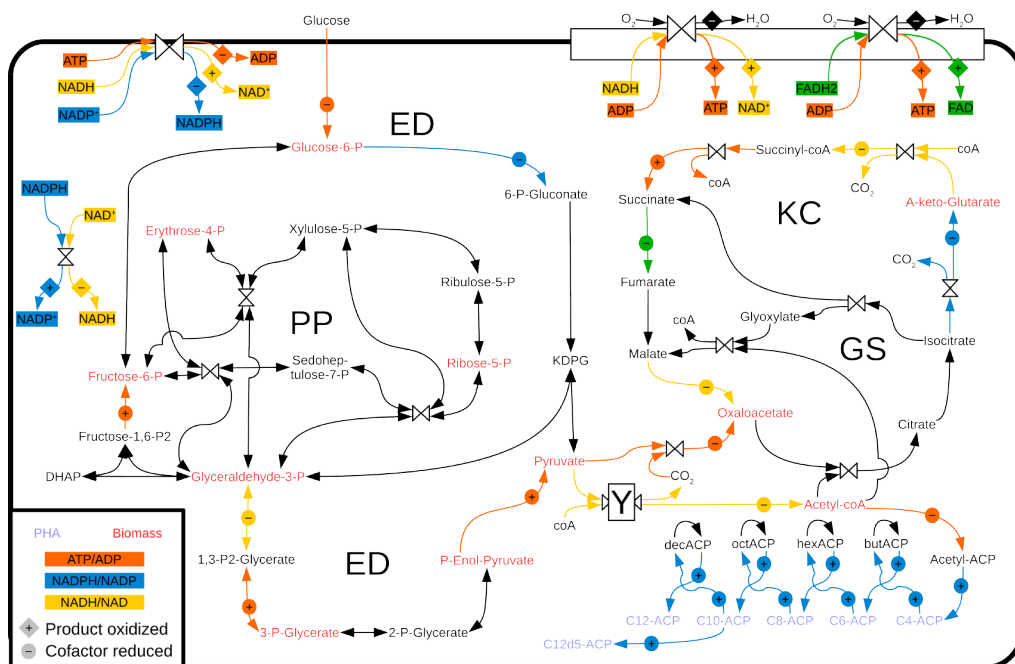 Glucose
O₂
H₂O
O₂
H₂O
ATP
ADP
NADH
NAD⁺
NADP⁺
NADPH
NADH
ADP
ATP
NAD⁺
FADH2
ADP
ATP
FAD
ED
Glucose-6-P
Succinyl-coA
coA
coA
CO₂
6-P-Gluconate
Succinate
KC
A-keto-Glutarate
NADPH
NAD⁺
Erythrose-4-P
Xylulose-5-P
CO₂
Ribulose-5-P
Fumarate
NADP⁺
NADH
PP
coA
Glyoxylate
GS
Isocitrate
Malate
Sedohep-
tulose-7-P
Ribose-5-P
KDPG
Fructose-6-P
Oxaloacetate
Citrate
Fructose-1,6-P2
DHAP
Glyceraldehyde-3-P
Pyruvate
CO₂
Y
coA
Acetyl-coA
PHA
Biomass
ATP/ADP
NADPH/NADP
NADH/NAD
Product oxidized
Cofactor reduced
1,3-P2-Glycerate
ED
P-Enol-Pyruvate
decACP
octACP
hexACP
butACP
Acetyl-ACP
3-P-Glycerate
2-P-Glycerate
C12-ACP
C10-ACP
C8-ACP
C6-ACP
C4-ACP
C12d5-ACP